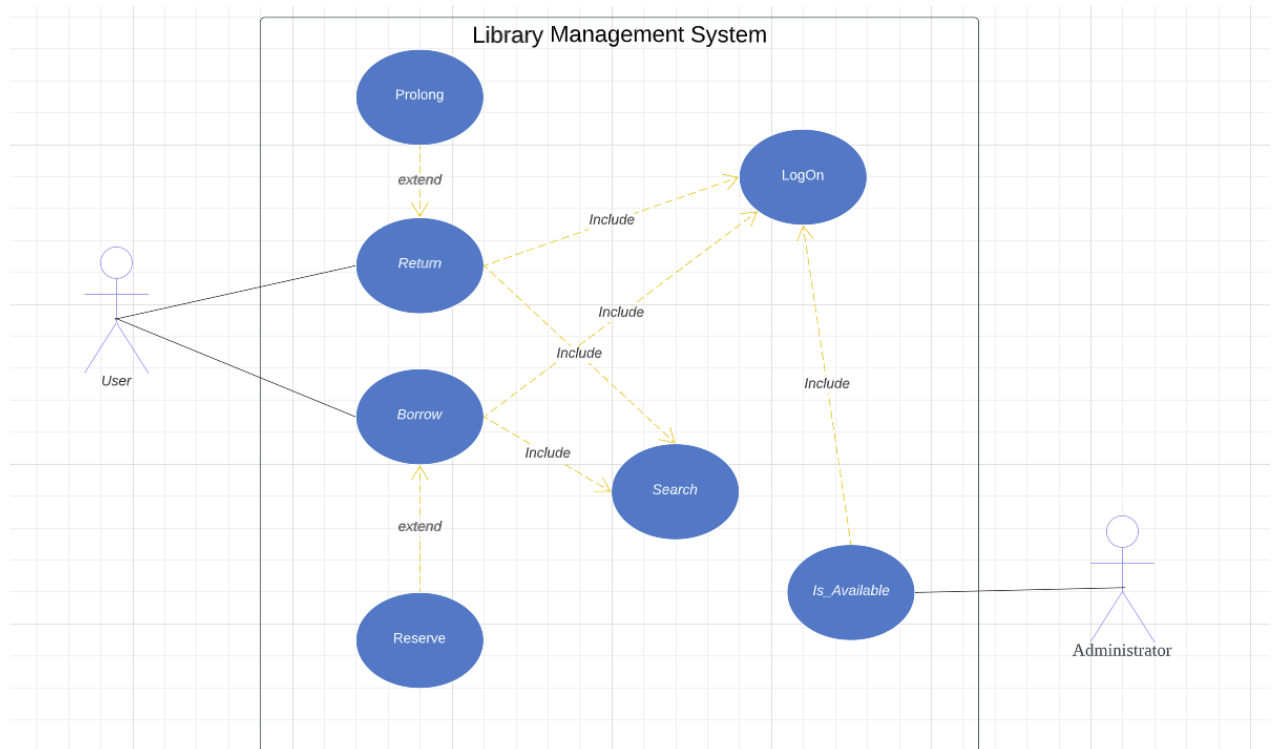 Library Management System
Prolong
LogOn
extend
Include
Return
Include
Include
User
Include
Borrow
Include
Search
extend
Is_Available
Reserve
Administrator